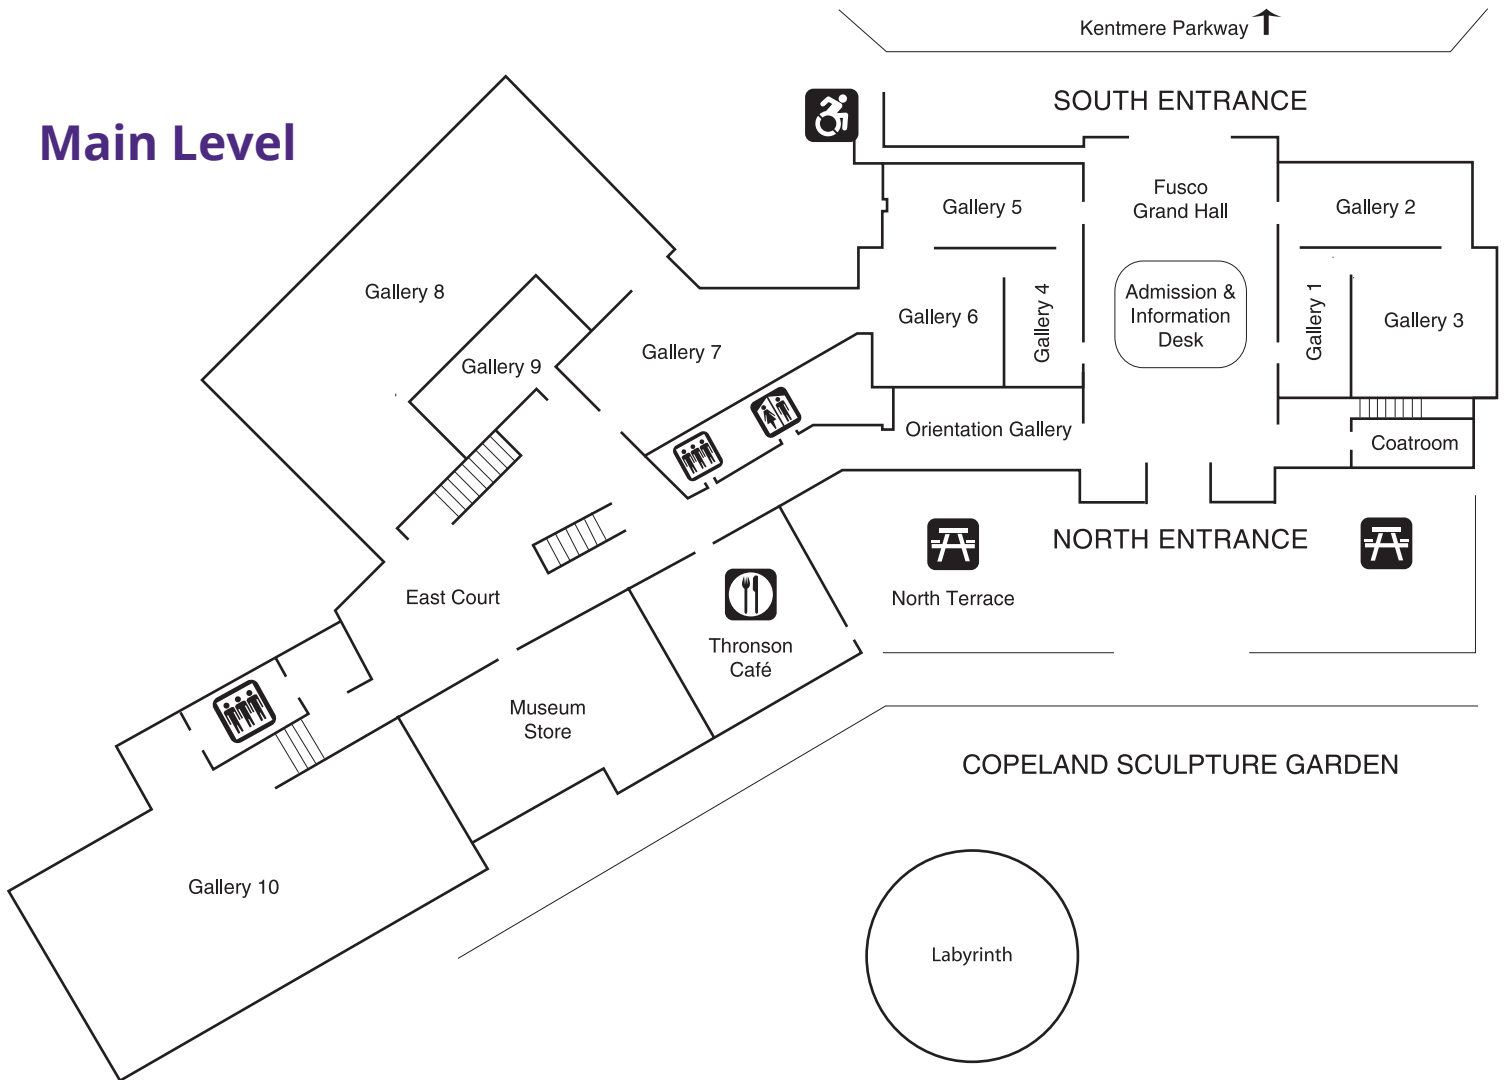 Kentmere Parkway
SOUTH ENTRANCE
Main Level
Fusco
Grand Hall
Gallery 5
Gallery 2
Gallery 8
Admission &
Information
Desk
Gallery 6
Gallery 4
Gallery 1
Gallery 3
Gallery 7
Gallery 9
Orientation Gallery
Coatroom
NORTH ENTRANCE
East Court
North Terrace
Thronson
Café
Museum
Store
COPELAND SCULPTURE GARDEN
Gallery 10
Labyrinth